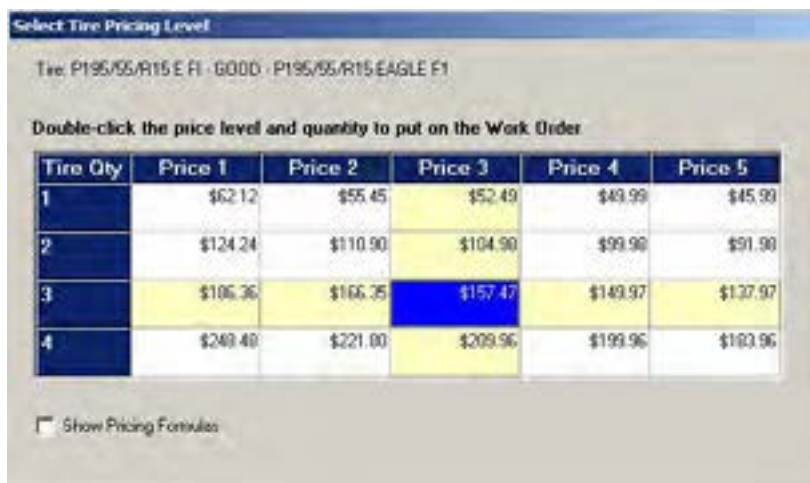 Select Tire Pricing Level
Tire: P195/55/R15 E FI - GOOD - P195/55/R15 EAGLE F1
Double-click the price level and quantity to put on the Work Order
Tire Qty Price 1 Price 2 Price 3 Price 4 Price 5
1 $62.12 $55.45 $52.49 $49.99 $45.99
2 $124.24 $110.90 $104.98 $99.98 $91.98
3 $186.36 $166.35 $157.47 $149.97 $137.97
4 $248.48 $221.80 $209.96 $199.96 $183.96
Show Pricing Formulas